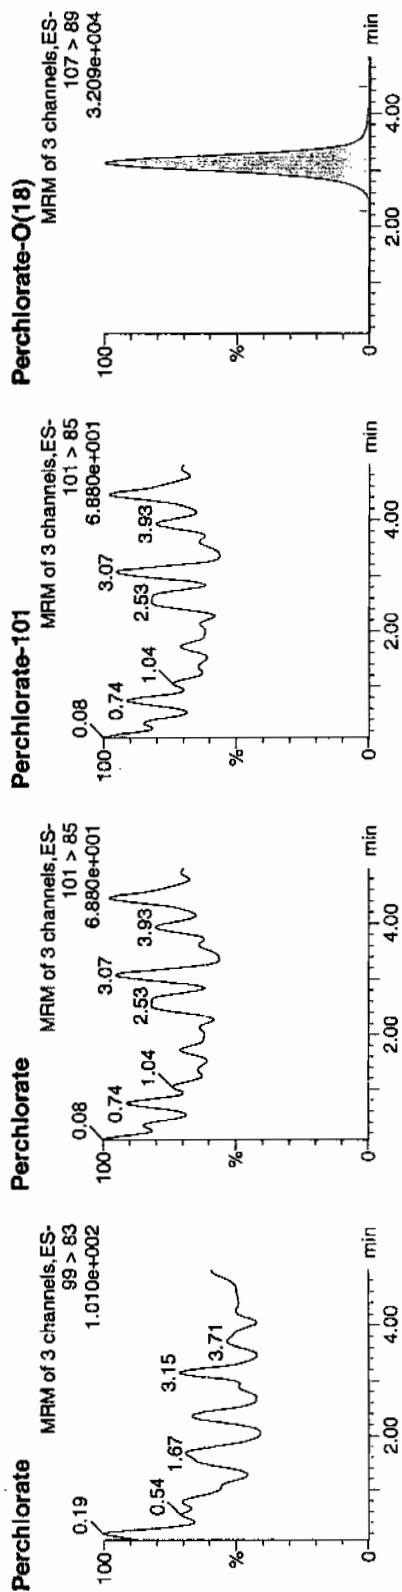 Perchlorate
MRM of 3 channels,ES-
99 > 83
1.010e+002
0.19
0.54
1.67
3.15
3.71
100
%
0
2.00
4.00
min
Perchlorate
MRM of 3 channels,ES-
101 > 85
6.880e+001
0.08
0.74
1.04
2.53
3.07
3.93
100
%
0
2.00
4.00
min
Perchlorate-101
MRM of 3 channels,ES-
101 > 85
6.880e+001
0.08
0.74
1.04
2.53
3.07
3.93
100
%
0
2.00
4.00
min
Perchlorate-O(18)
MRM of 3 channels,ES-
107 > 89
3.209e+004
100
%
0
2.00
4.00
min